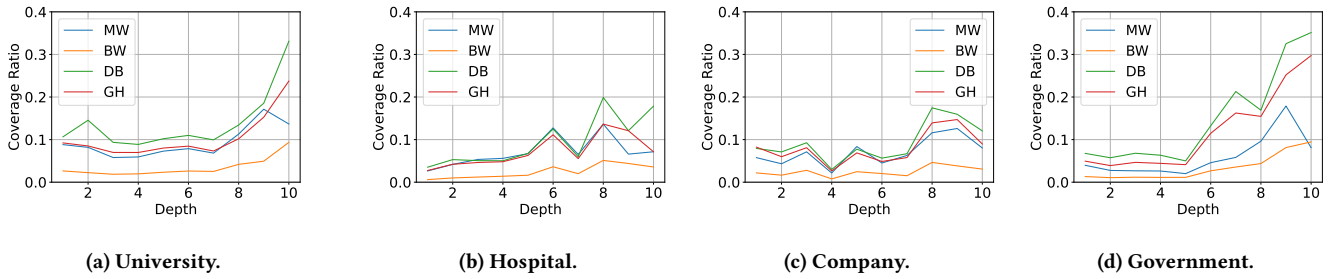 0.4
0.3
0.2
0.1
0.0
Coverage Ratio
MW
BW
DB
GH
2 4 6 8 10
Depth
(a) University.
0.4
0.3
0.2
0.1
0.0
Coverage Ratio
MW
BW
DB
GH
2 4 6 8 10
Depth
(b) Hospital.
0.4
0.3
0.2
0.1
0.0
Coverage Ratio
MW
BW
DB
GH
2 4 6 8 10
Depth
(c) Company.
0.4
0.3
0.2
0.1
0.0
Coverage Ratio
MW
BW
DB
GH
2 4 6 8 10
Depth
(d) Government.